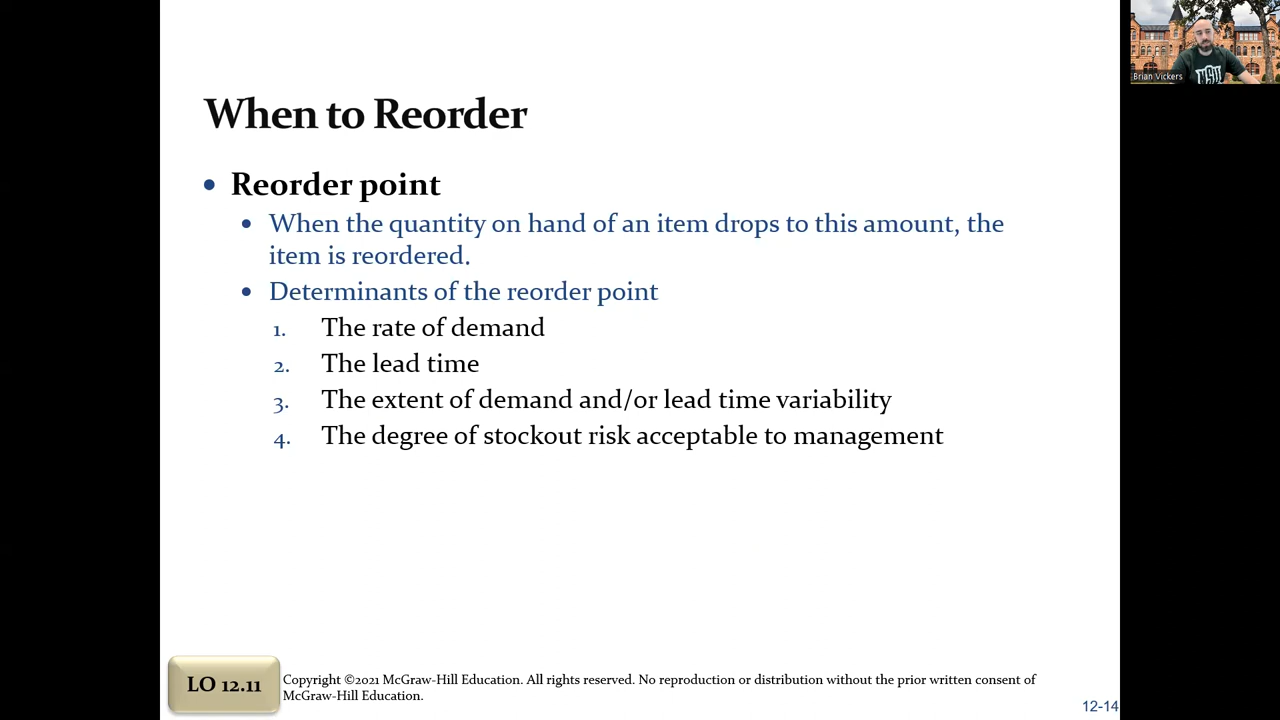 When to Reorder
• Reorder point
• When the quantity on hand of an item drops to this amount, the
item is reordered.
• Determinants of the reorder point
1. The rate of demand
2. The lead time
3. The extent of demand and/or lead time variability
4. The degree of stockout risk acceptable to management
LO 12.11
Copyright ©2021 McGraw-Hill Education. All rights reserved. No reproduction or distribution without the prior written consent of
McGraw-Hill Education.
12-14
Brian Vickers